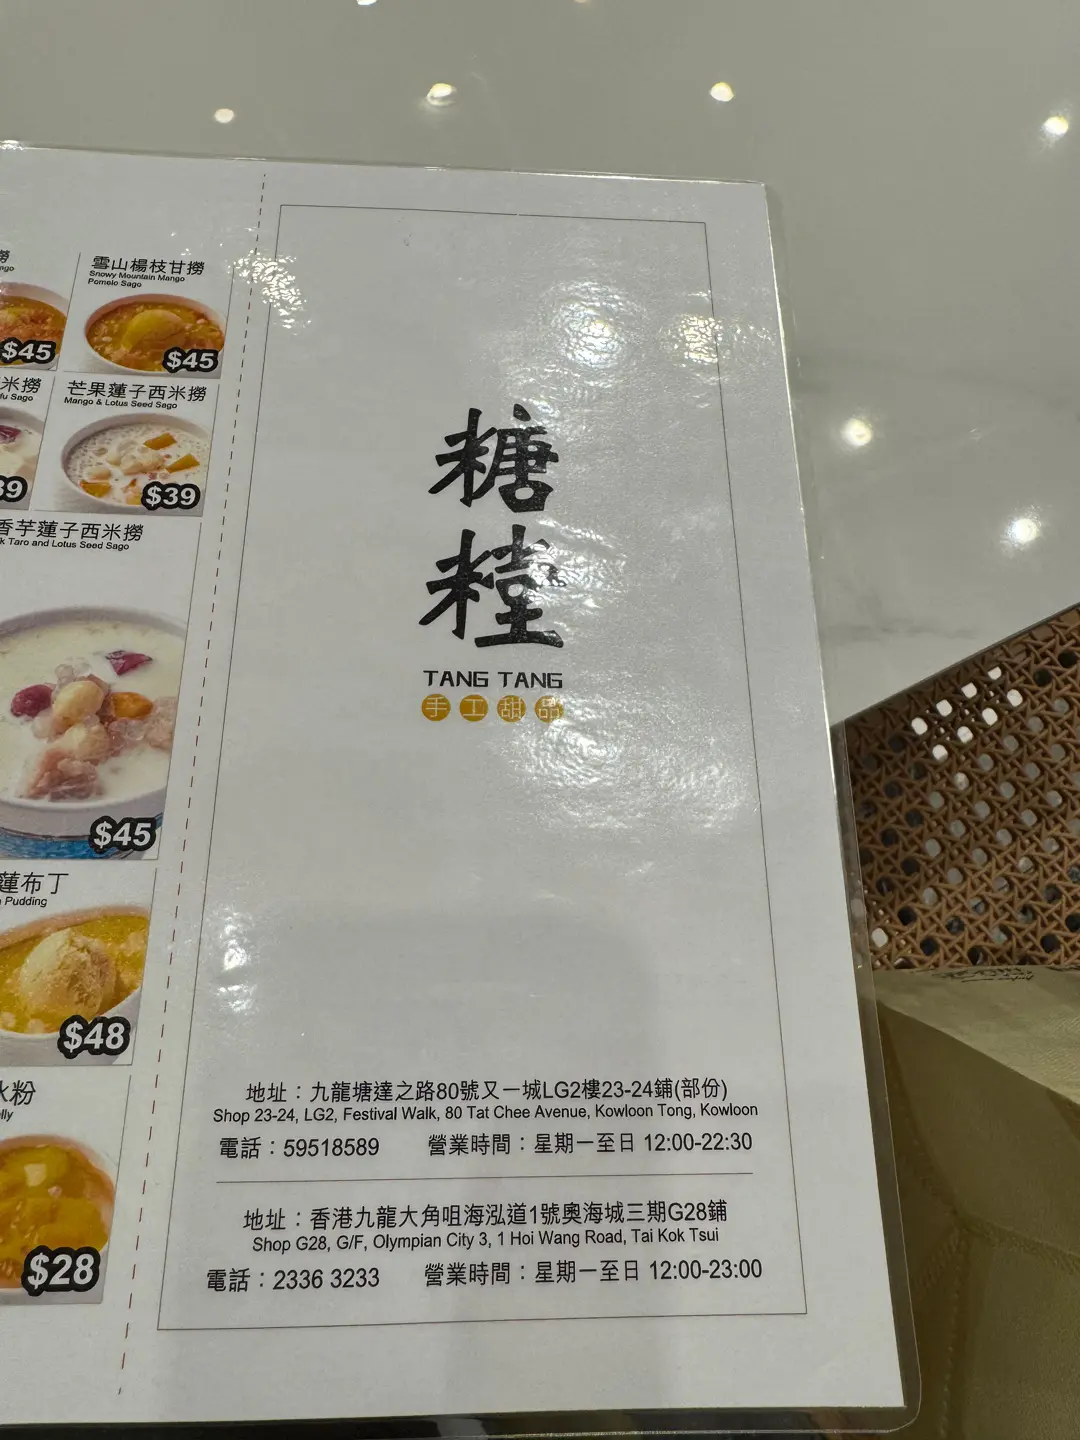 撈
ngo
$45
雪山楊枝甘撈
Snowy Mountain Mango
Pomelo Sago
$45
米撈
fu Sago
39
芒果蓮子西米撈
Mango & Lotus Seed Sago
$39
香芋蓮子西米撈
k Taro and Lotus Seed Sago
$45
蓮布丁
Pudding
$48
冰粉
lly
$28
糖
糛
TANG TANG
手工甜品
地址：九龍塘達之路80號又一城LG2樓23-24鋪(部份)
Shop 23-24, LG2, Festival Walk, 80 Tat Chee Avenue, Kowloon Tong, Kowloon
電話：59518589 營業時間：星期一至日 12:00-22:30
地址：香港九龍大角咀海泓道1號奧海城三期G28鋪
Shop G28, G/F, Olympian City 3, 1 Hoi Wang Road, Tai Kok Tsui
電話：2336 3233 營業時間：星期一至日 12:00-23:00